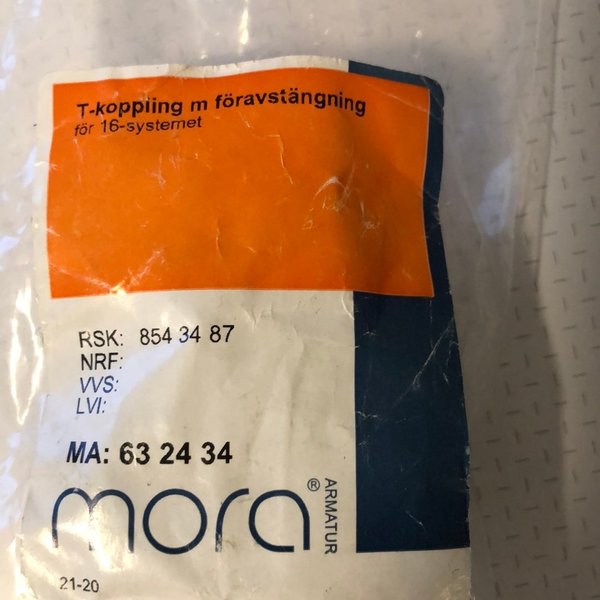 T-koppling m föravstängning
för 16-systemet
RSK: 854 34 87
NRF:
VVS:
LVI:
MA: 63 24 34
mora® ARMATUR
21-20